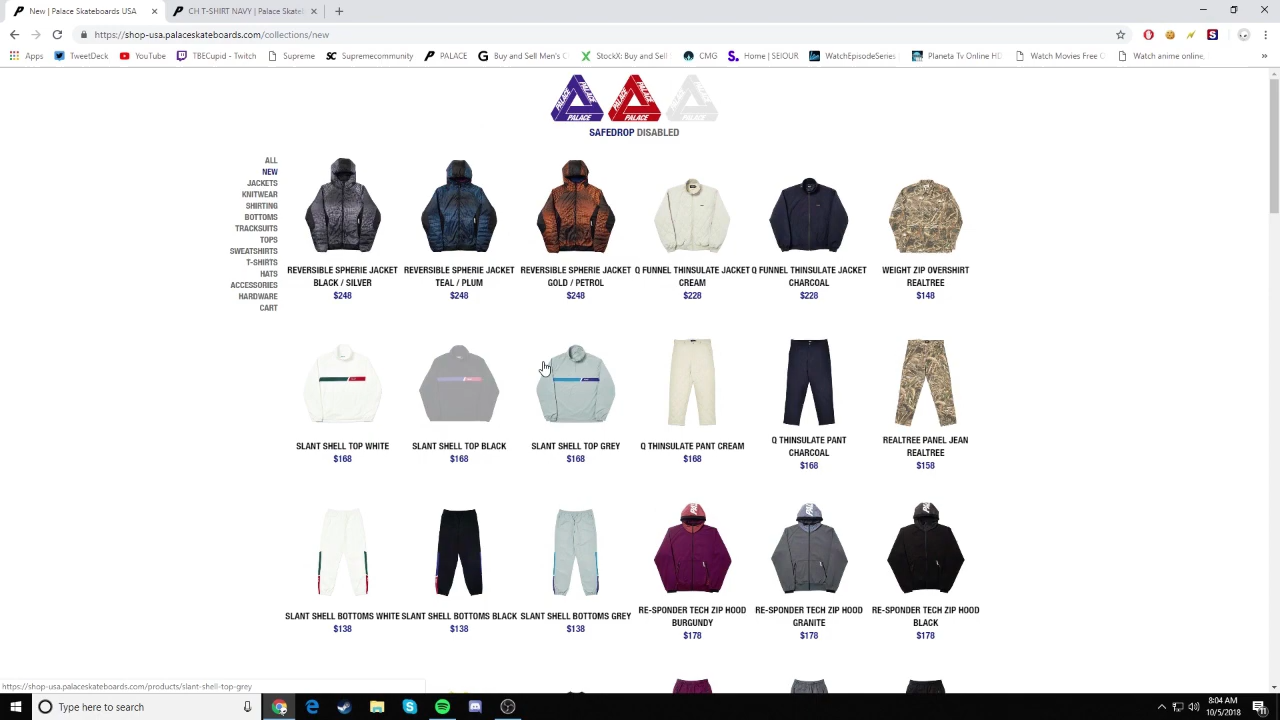 New | Palace Skateboards USA
CH T-SHIRT NAVY | Palace Skate
https://shop-usa.palaceskateboards.com/collections/new
Apps TweetDeck YouTube TBECupid - Twitch Supreme Supremecommunity PALACE Buy and Sell Men's C StockX: Buy and Sell CMG Home | SEIOUR WatchEpisodeSeries Planeta Tv Online HD Watch Movies Free Watch anime online, »
PALACE PALACE PALACE
SAFEDROP DISABLED
ALL
NEW
JACKETS
KNITWEAR
SHIRTING
BOTTOMS
TRACKSUITS
TOPS
SWEATSHIRTS
T-SHIRTS
HATS
ACCESSORIES
HARDWARE
CART
REVERSIBLE SPHERIE JACKET REVERSIBLE SPHERIE JACKET REVERSIBLE SPHERIE JACKET Q FUNNEL THINSULATE JACKET Q FUNNEL THINSULATE JACKET WEIGHT ZIP OVERSHIRT
BLACK / SILVER TEAL / PLUM GOLD / PETROL CREAM CHARCOAL REALTREE
$248 $248 $248 $228 $228 $148
SLANT SHELL TOP WHITE SLANT SHELL TOP BLACK SLANT SHELL TOP GREY Q THINSULATE PANT CREAM Q THINSULATE PANT CHARCOAL REALTREE PANEL JEAN REALTREE
$168 $168 $168 $168 $168 $158
SLANT SHELL BOTTOMS WHITE SLANT SHELL BOTTOMS BLACK SLANT SHELL BOTTOMS GREY RE-SPONDER TECH ZIP HOOD BURGUNDY RE-SPONDER TECH ZIP HOOD GRANITE RE-SPONDER TECH ZIP HOOD BLACK
$138 $138 $138 $178 $178 $178
https://shop-usa.palaceskateboards.com/products/slant-shell-top-grey
Type here to search
8:04 AM
10/5/2018